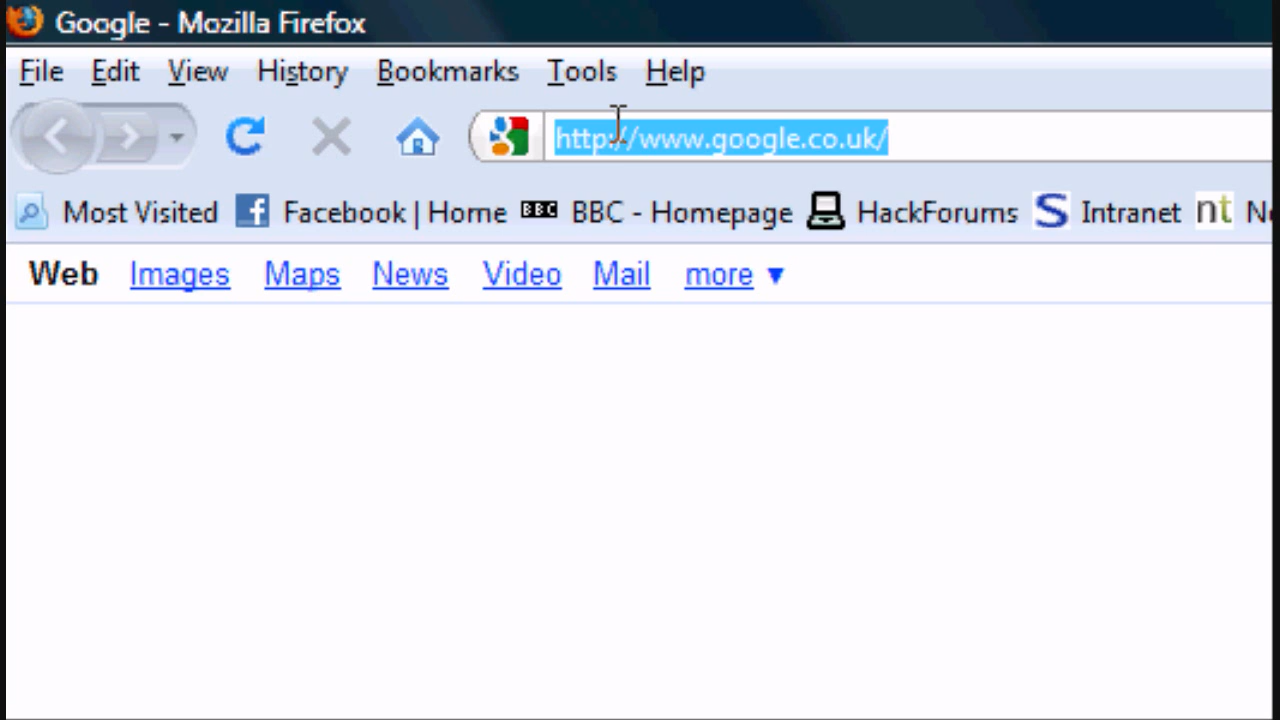 Google - Mozilla Firefox
File Edit View History Bookmarks Tools Help
http://www.google.co.uk/
Most Visited f Facebook | Home BBC BBC - Homepage HackForums S Intranet nt
Web Images Maps News Video Mail more ▼